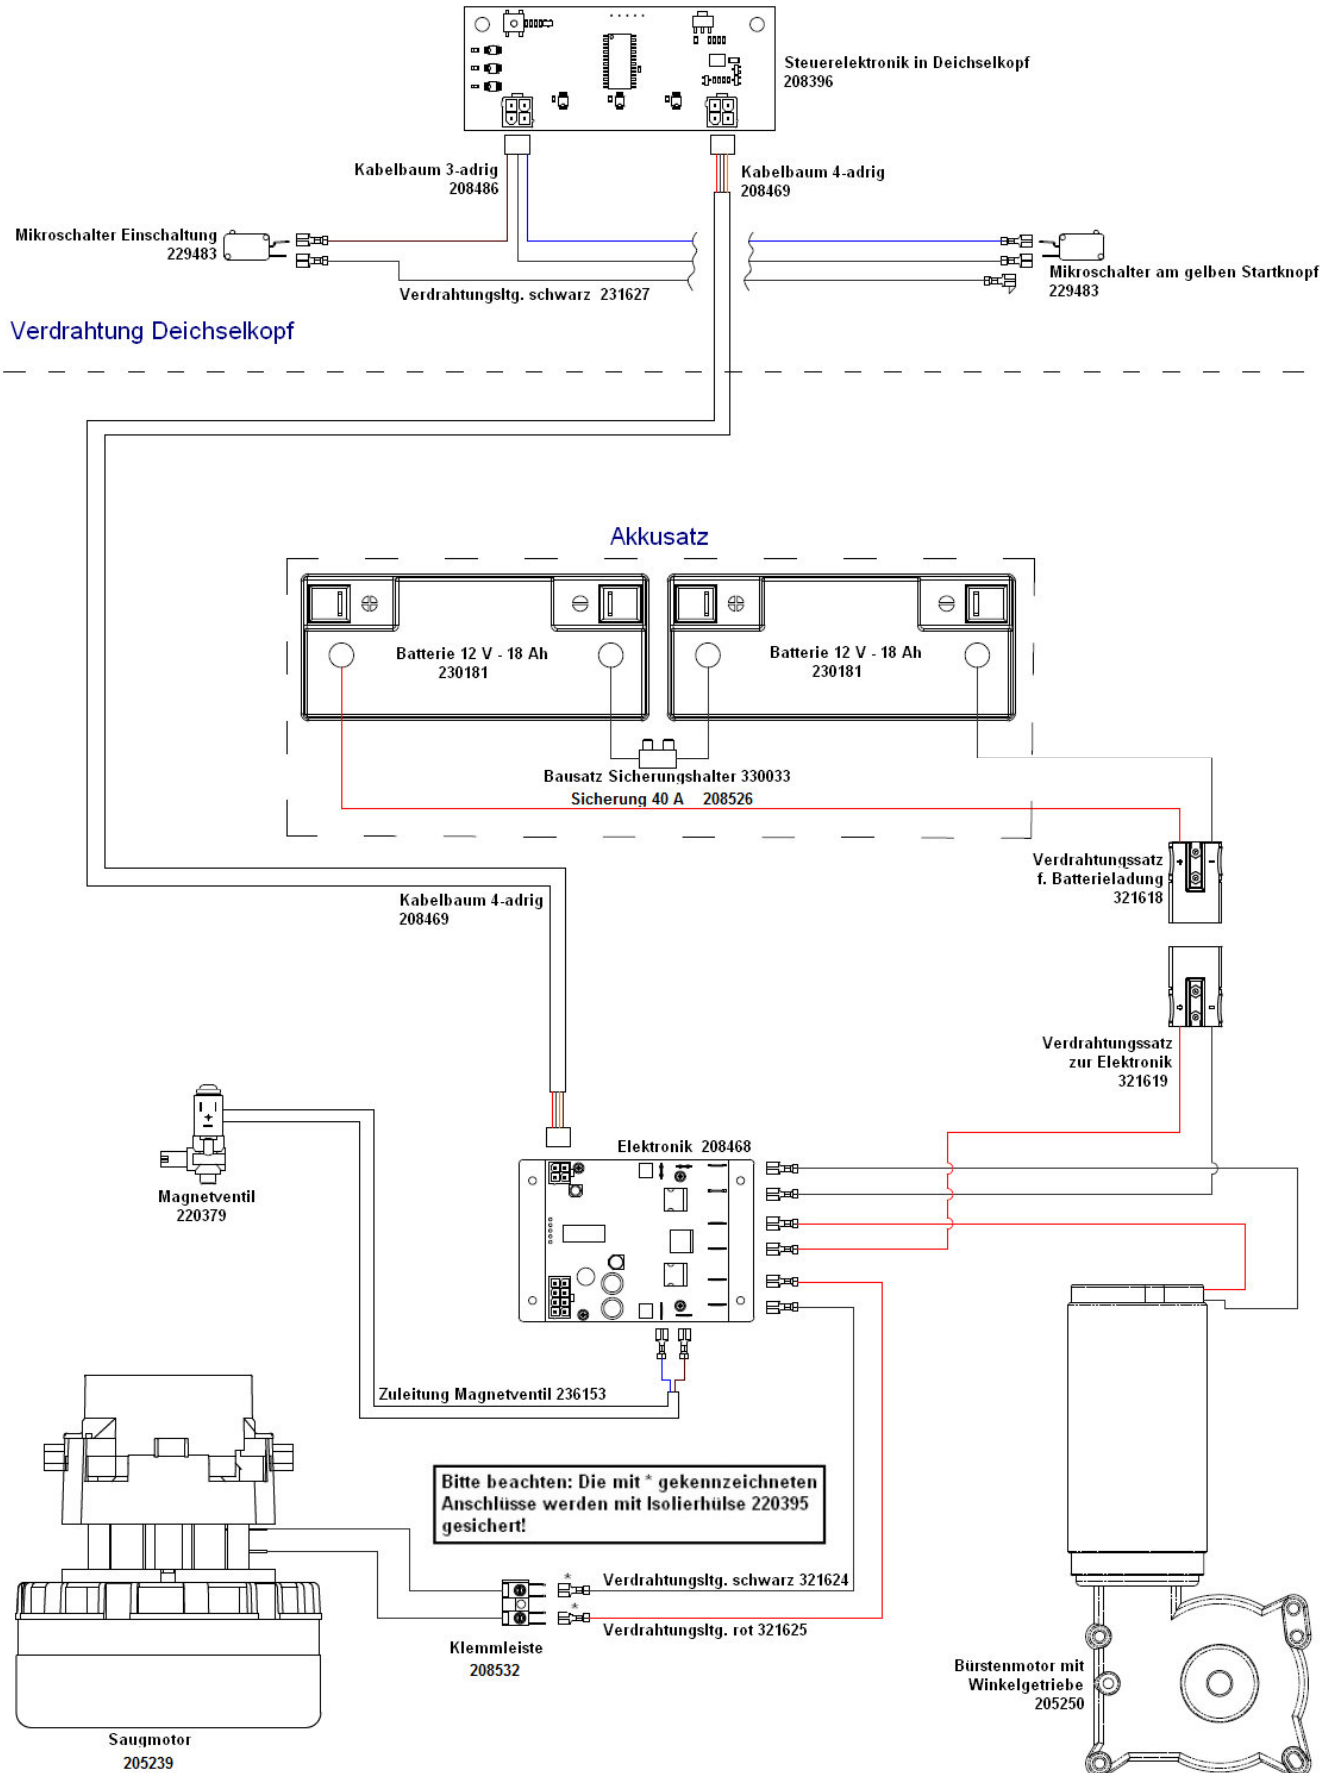 Steuerelektronik in Deichselkopf
208396
Kabelbaum 3-adrig
208486
Kabelbaum 4-adrig
208469
Mikroschalter Einschaltung
229483
Mikroschalter am gelben Startknopf
229483
Verdrahtungsltg. schwarz 231627
Verdrahtung Deichselkopf
Akkusatz
Batterie 12 V - 18 Ah
230181
Batterie 12 V - 18 Ah
230181
Bausatz Sicherungshalter 330033
Sicherung 40 A 208526
Verdrahtungssatz
f. Batterieladung
321618
+ -
Kabelbaum 4-adrig
208469
Verdrahtungssatz
zur Elektronik
321619
Magnetventil
220379
Elektronik 208468
Zuleitung Magnetventil 236153
Bitte beachten: Die mit * gekennzeichneten
Anschlüsse werden mit Isolierhülse 220395
gesichert!
*
Verdrahtungsltg. schwarz 321624
*
Verdrahtungsltg. rot 321625
Klemmleiste
208532
Bürstenmotor mit
Winkelgetriebe
205250
Saugmotor
205239